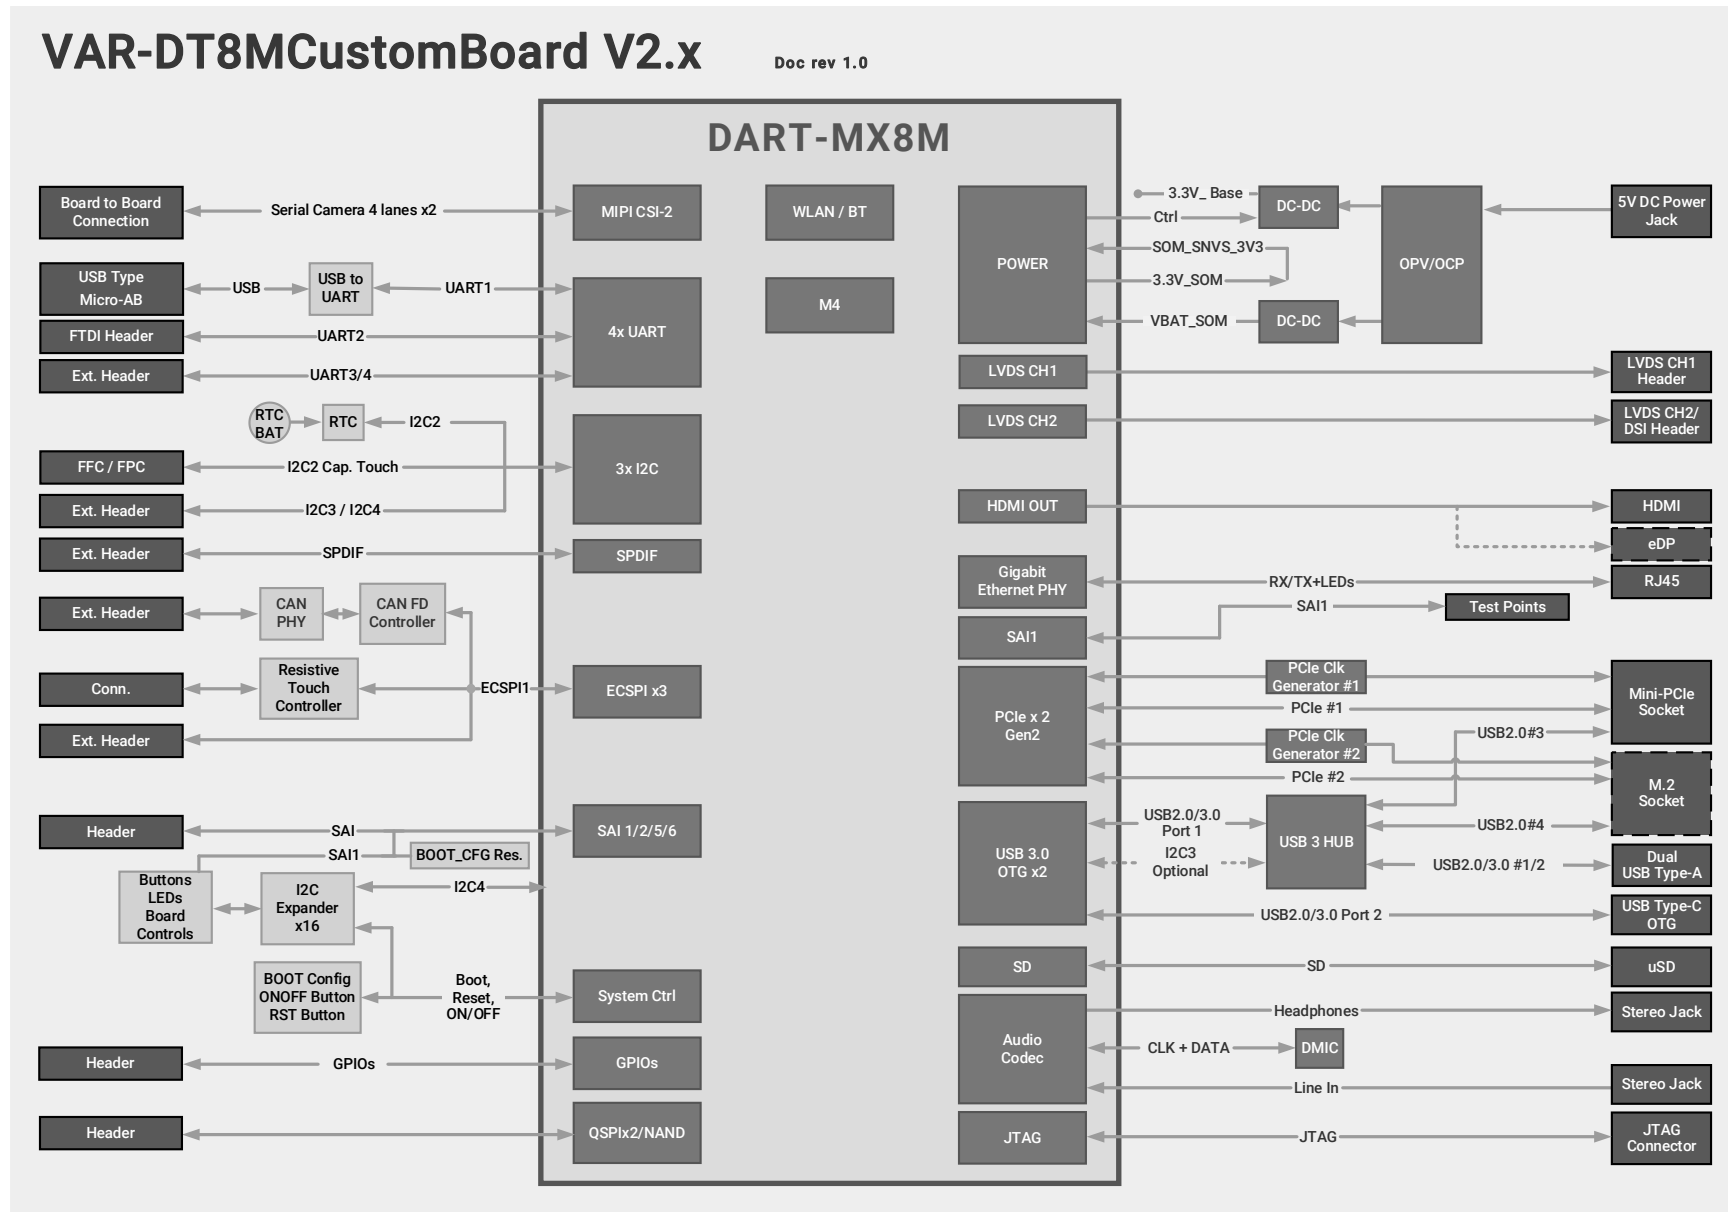 VAR-DT8MCustomBoard V2.x
Doc rev 1.0
DART-MX8M
Board to Board
Connection
Serial Camera 4 lanes x2
MIPI CSI-2
WLAN / BT
USB Type
Micro-AB
USB
USB to
UART
UART1
4x UART
M4
FTDI Header
UART2
Ext. Header
UART3/4
RTC
BAT
RTC
I2C2
FFC / FPC
I2C2 Cap. Touch
3x I2C
Ext. Header
I2C3 / I2C4
Ext. Header
SPDIF
SPDIF
Ext. Header
CAN
PHY
CAN FD
Controller
Conn.
Resistive
Touch
Controller
ECSPI1
ECSPI x3
Ext. Header
Header
SAI
SAI 1/2/5/6
SAI1
BOOT_CFG Res.
Buttons
LEDs
Board
Controls
I2C
Expander
x16
I2C4
BOOT Config
ONOFF Button
RST Button
Boot,
Reset,
ON/OFF
System Ctrl
Header
GPIOs
GPIOs
Header
QSPIx2/NAND
POWER
3.3V_ Base
Ctrl
DC-DC
SOM_SNVS_3V3
3.3V_SOM
VBAT_SOM
DC-DC
OPV/OCP
5V DC Power
Jack
LVDS CH1
LVDS CH1
Header
LVDS CH2
LVDS CH2/
DSI Header
HDMI OUT
HDMI
eDP
Gigabit
Ethernet PHY
RX/TX+LEDs
RJ45
SAI1
SAI1
Test Points
PCIe x 2
Gen2
PCIe Clk
Generator #1
PCIe #1
PCIe Clk
Generator #2
PCIe #2
Mini-PCIe
Socket
USB2.0#3
M.2
Socket
USB 3.0
OTG x2
USB2.0/3.0
Port 1
I2C3
Optional
USB 3 HUB
USB2.0#4
USB2.0/3.0 #1/2
Dual
USB Type-A
USB2.0/3.0 Port 2
USB Type-C
OTG
SD
SD
uSD
Audio
Codec
Headphones
Stereo Jack
CLK + DATA
DMIC
Line In
Stereo Jack
JTAG
JTAG
JTAG
Connector